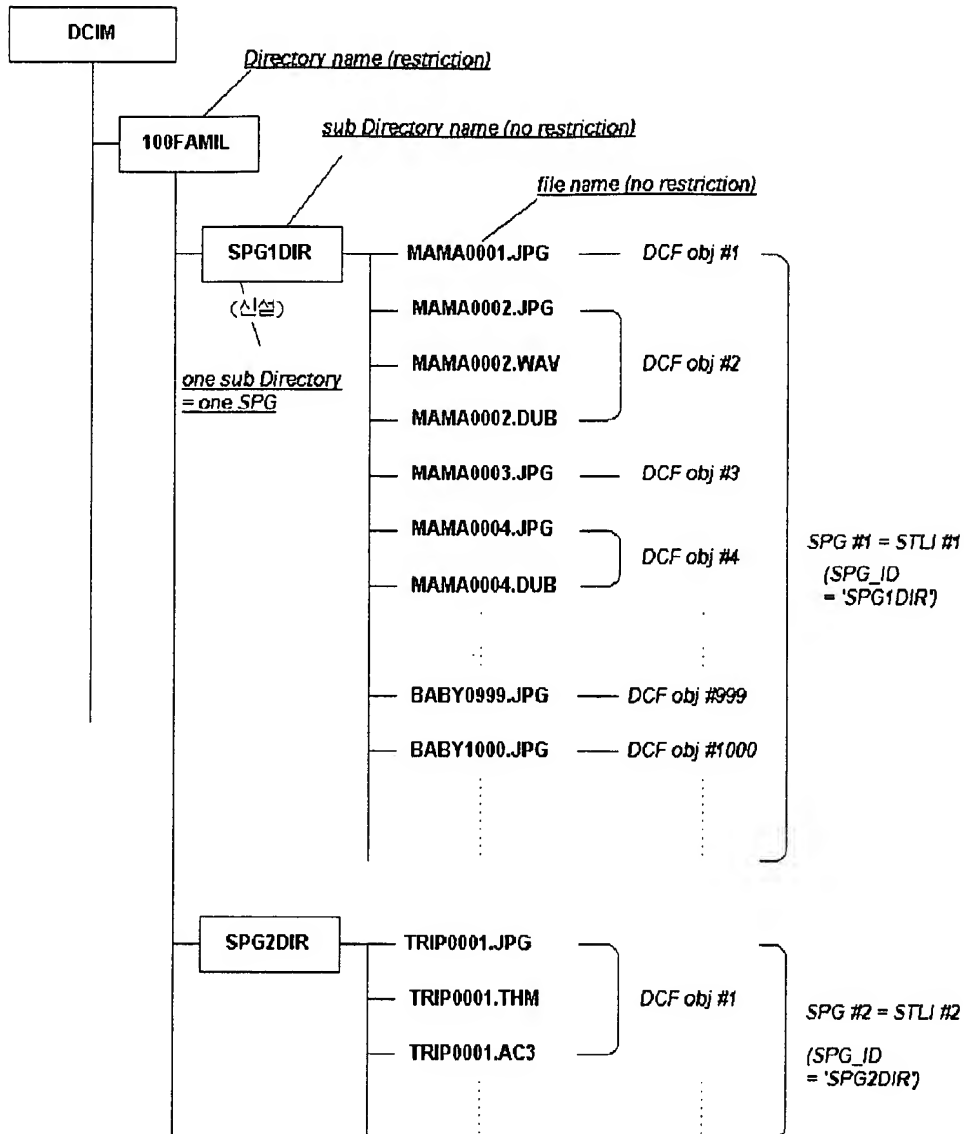 DCIM
Directory name (restriction)
100FAMIL
sub Directory name (no restriction)
file name (no restriction)
SPG1DIR
(신설)
one sub Directory
= one SPG
MAMA0001.JPG
DCF obj #1
MAMA0002.JPG
MAMA0002.WAV
DCF obj #2
MAMA0002.DUB
MAMA0003.JPG
DCF obj #3
MAMA0004.JPG
DCF obj #4
MAMA0004.DUB
BABY0999.JPG
DCF obj #999
BABY1000.JPG
DCF obj #1000
SPG #1 = STLI #1
(SPG_ID
= 'SPG1DIR')
SPG2DIR
TRIP0001.JPG
TRIP0001.THM
DCF obj #1
TRIP0001.AC3
SPG #2 = STLI #2
(SPG_ID
= 'SPG2DIR')